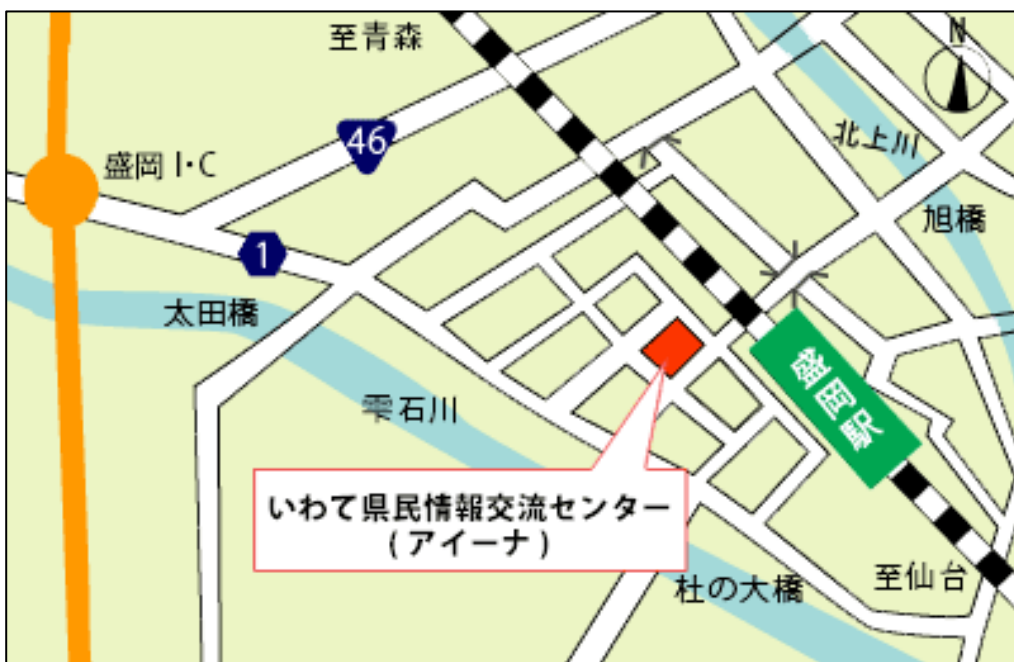 至青森
N
46
盛岡 I･C
北上川
旭橋
1
太田橋
盛岡駅
雫石川
いわて県民情報交流センター
( アイーナ )
至仙台
杜の大橋